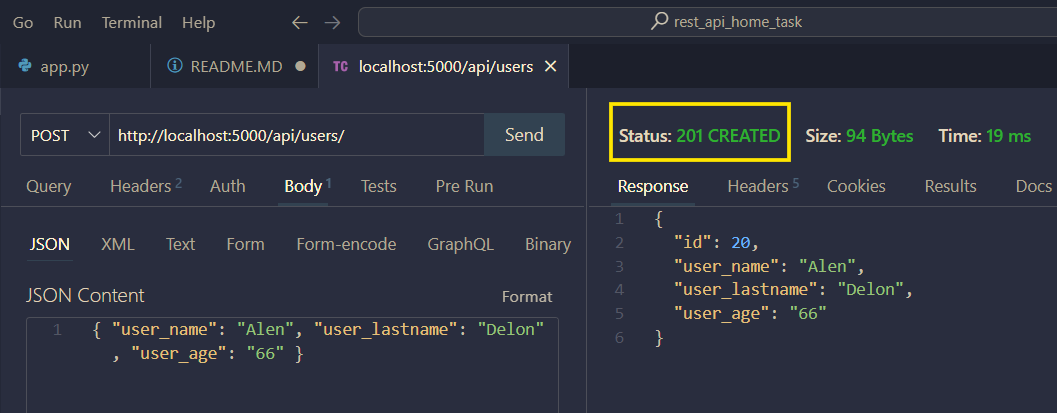 Go Run Terminal Help rest_api_home_task
app.py README.MD TC localhost:5000/api/users
POST http://localhost:5000/api/users/ Send
Query Headers 2 Auth Body 1 Tests Pre Run
JSON XML Text Form Form-encode GraphQL Binary
JSON Content Format
1 { "user_name": "Alen", "user_lastname": "Delon"
, "user_age": "66" }
Status: 201 CREATED Size: 94 Bytes Time: 19 ms
Response Headers 5 Cookies Results Docs
1 {
2 "id": 20,
3 "user_name": "Alen",
4 "user_lastname": "Delon",
5 "user_age": "66"
6 }